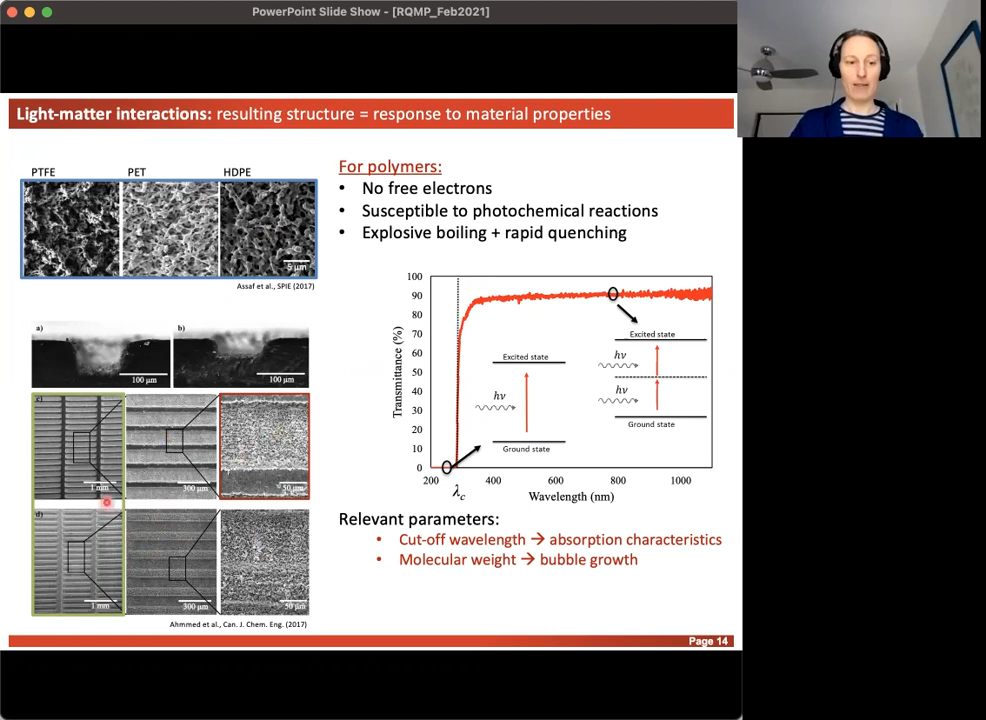 PowerPoint Slide Show - [RQMP_Feb2021]
Light-matter interactions: resulting structure = response to material properties
PTFE PET HDPE
5 μm
Assaf et al., SPIE (2017)
a) b)
100 μm 100 μm
c)
1 mm 300 μm 50 μm
d)
1 mm 300 μm 50 μm
Ahmmed et al., Can. J. Chem. Eng. (2017)
For polymers:
• No free electrons
• Susceptible to photochemical reactions
• Explosive boiling + rapid quenching
Transmittance (%)
100
90
80
70
60
50
40
30
20
10
0
200 400 600 800 1000
λc
Wavelength (nm)
Excited state
hν
Ground state
Excited state
hν
hν
Ground state
Relevant parameters:
• Cut-off wavelength → absorption characteristics
• Molecular weight → bubble growth
Page 14